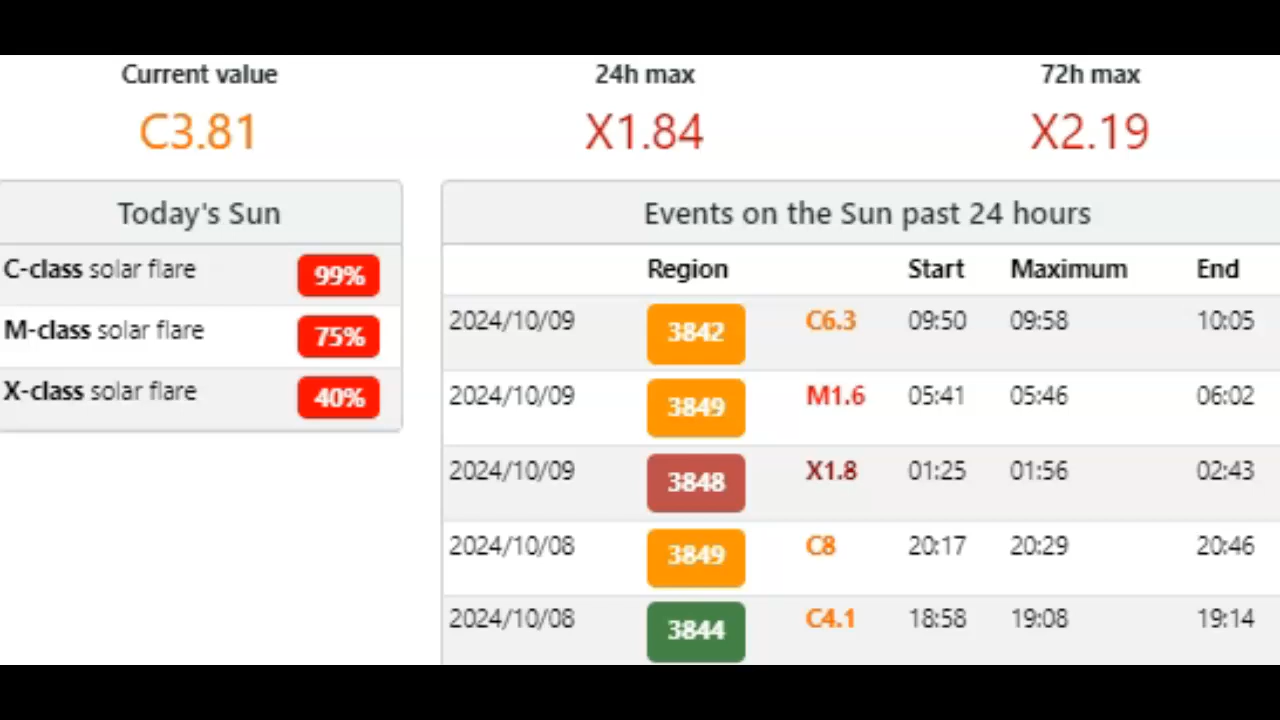 Current value 24h max 72h max
C3.81 X1.84 X2.19
Today's Sun
C-class solar flare 99%
M-class solar flare 75%
X-class solar flare 40%
Events on the Sun past 24 hours
Region Start Maximum End
2024/10/09 3842 C6.3 09:50 09:58 10:05
2024/10/09 3849 M1.6 05:41 05:46 06:02
2024/10/09 3848 X1.8 01:25 01:56 02:43
2024/10/08 3849 C8 20:17 20:29 20:46
2024/10/08 3844 C4.1 18:58 19:08 19:14